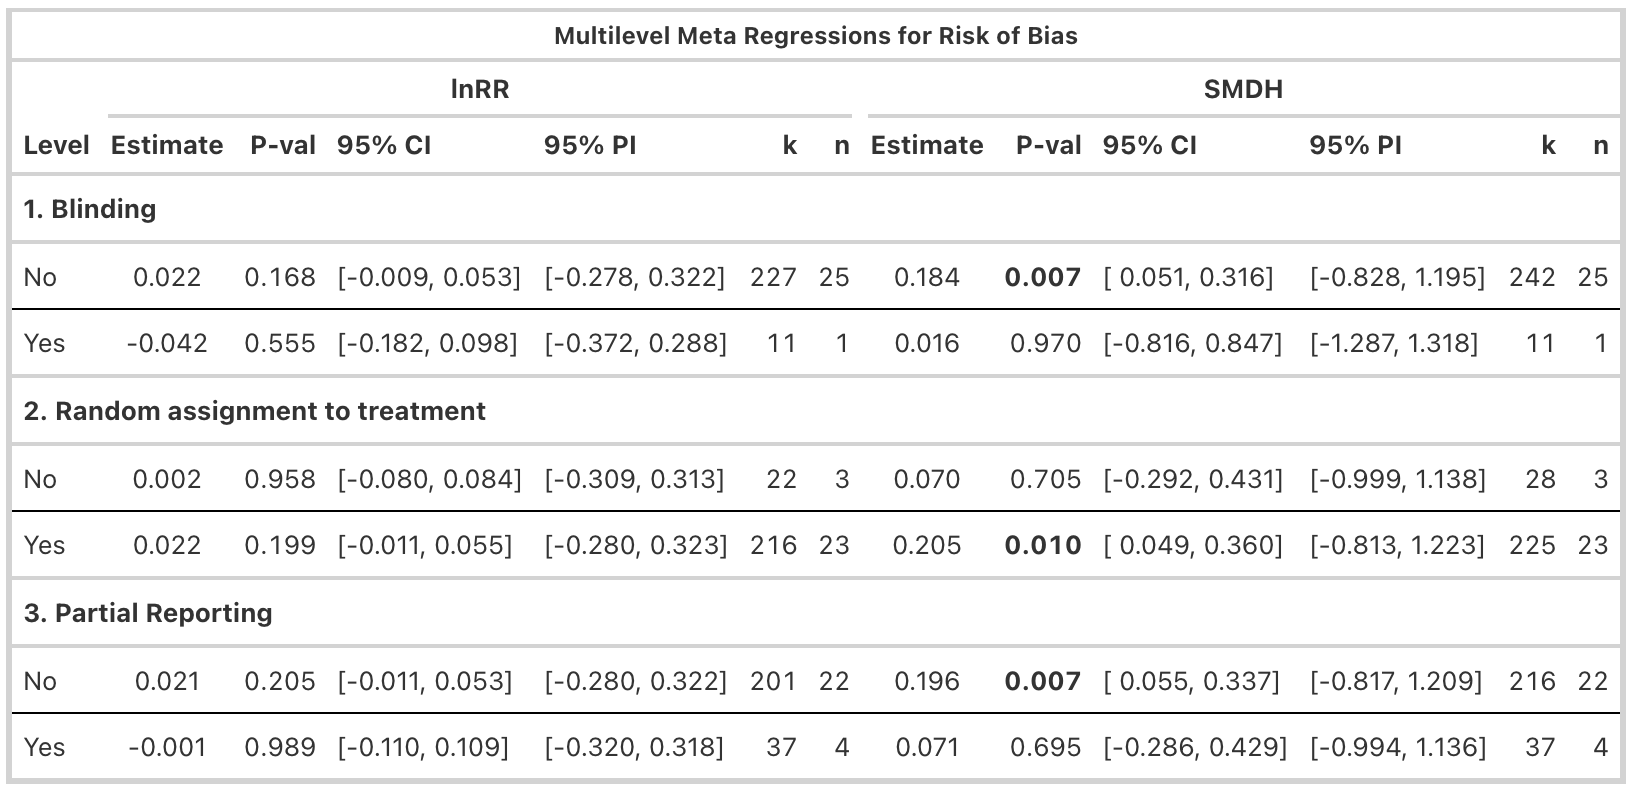 Multilevel Meta Regressions for Risk of Bias
lnRR SMDH
Level Estimate P-val 95% CI 95% PI k n Estimate P-val 95% CI 95% PI k n
1. Blinding
No 0.022 0.168 [-0.009, 0.053] [-0.278, 0.322] 227 25 0.184 0.007 [ 0.051, 0.316] [-0.828, 1.195] 242 25
Yes -0.042 0.555 [-0.182, 0.098] [-0.372, 0.288] 11 1 0.016 0.970 [-0.816, 0.847] [-1.287, 1.318] 11 1
2. Random assignment to treatment
No 0.002 0.958 [-0.080, 0.084] [-0.309, 0.313] 22 3 0.070 0.705 [-0.292, 0.431] [-0.999, 1.138] 28 3
Yes 0.022 0.199 [-0.011, 0.055] [-0.280, 0.323] 216 23 0.205 0.010 [ 0.049, 0.360] [-0.813, 1.223] 225 23
3. Partial Reporting
No 0.021 0.205 [-0.011, 0.053] [-0.280, 0.322] 201 22 0.196 0.007 [ 0.055, 0.337] [-0.817, 1.209] 216 22
Yes -0.001 0.989 [-0.110, 0.109] [-0.320, 0.318] 37 4 0.071 0.695 [-0.286, 0.429] [-0.994, 1.136] 37 4